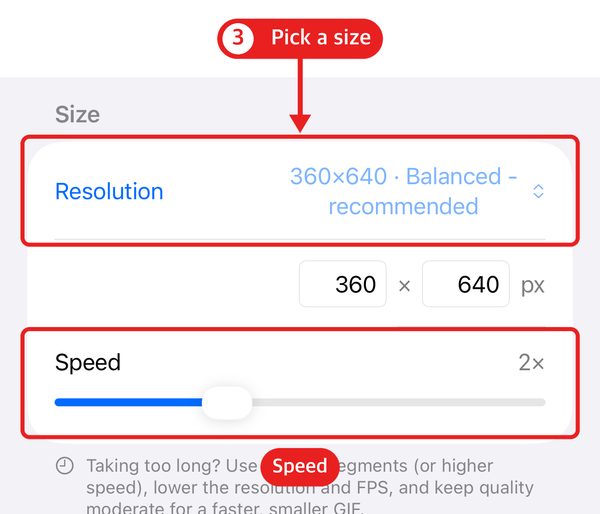 3 Pick a size
Size
Resolution
360×640 · Balanced -
recommended
360 × 640 px
Speed 2×
Speed
Taking too long? Use egments (or higher
speed), lower the resolution and FPS, and keep quality
moderate for a faster, smaller GIF.